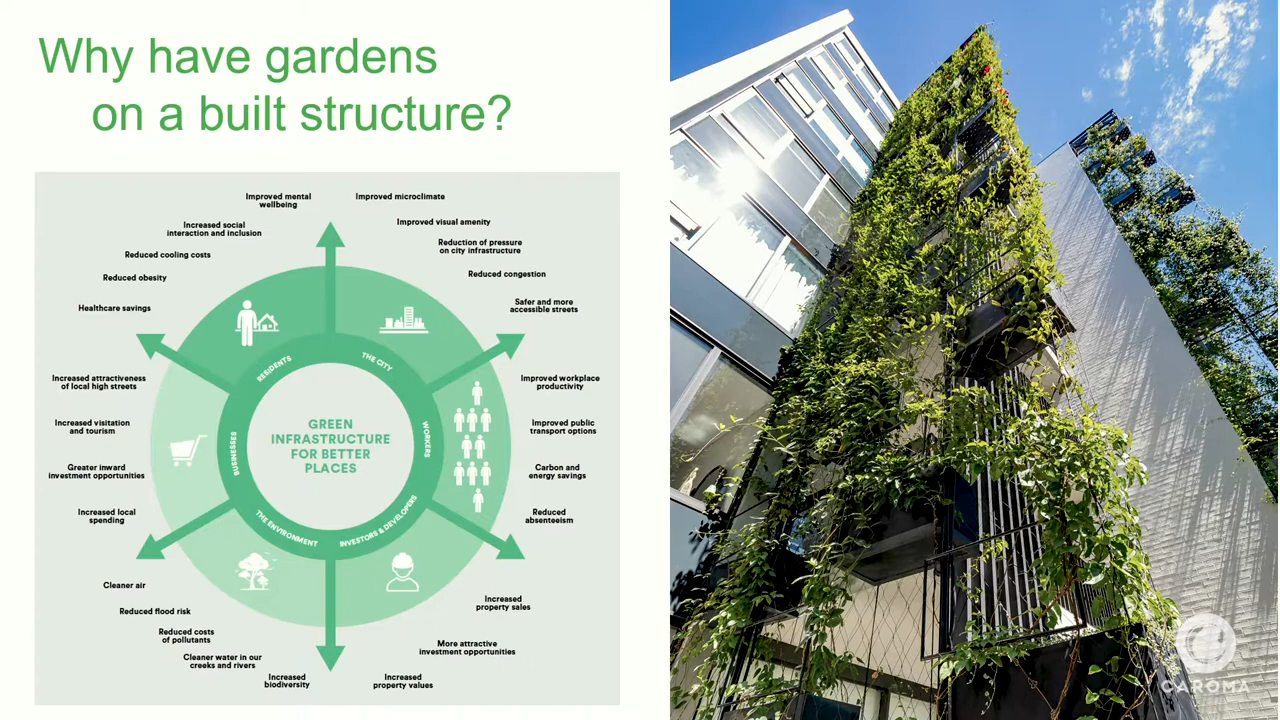 Why have gardens
on a built structure?
Improved mental
wellbeing
Increased social
interaction and inclusion
Reduced cooling costs
Reduced obesity
Healthcare savings
Improved microclimate
Improved visual amenity
Reduction of pressure
on city infrastructure
Reduced congestion
Safer and more
accessible streets
Increased attractiveness
of local high streets
Increased visitation
and tourism
Greater inward
investment opportunities
Increased local
spending
Improved workplace
productivity
Improved public
transport options
Carbon and
energy savings
Reduced
absenteeism
RESIDENTS
THE CITY
WORKERS
INVESTORS & DEVELOPERS
THE ENVIRONMENT
BUSINESSES
GREEN
INFRASTRUCTURE
FOR BETTER
PLACES
Cleaner air
Reduced flood risk
Reduced costs
of pollutants
Cleaner water in our
creeks and rivers
Increased
biodiversity
Increased
property sales
More attractive
investment opportunities
Increased
property values
CAROMA